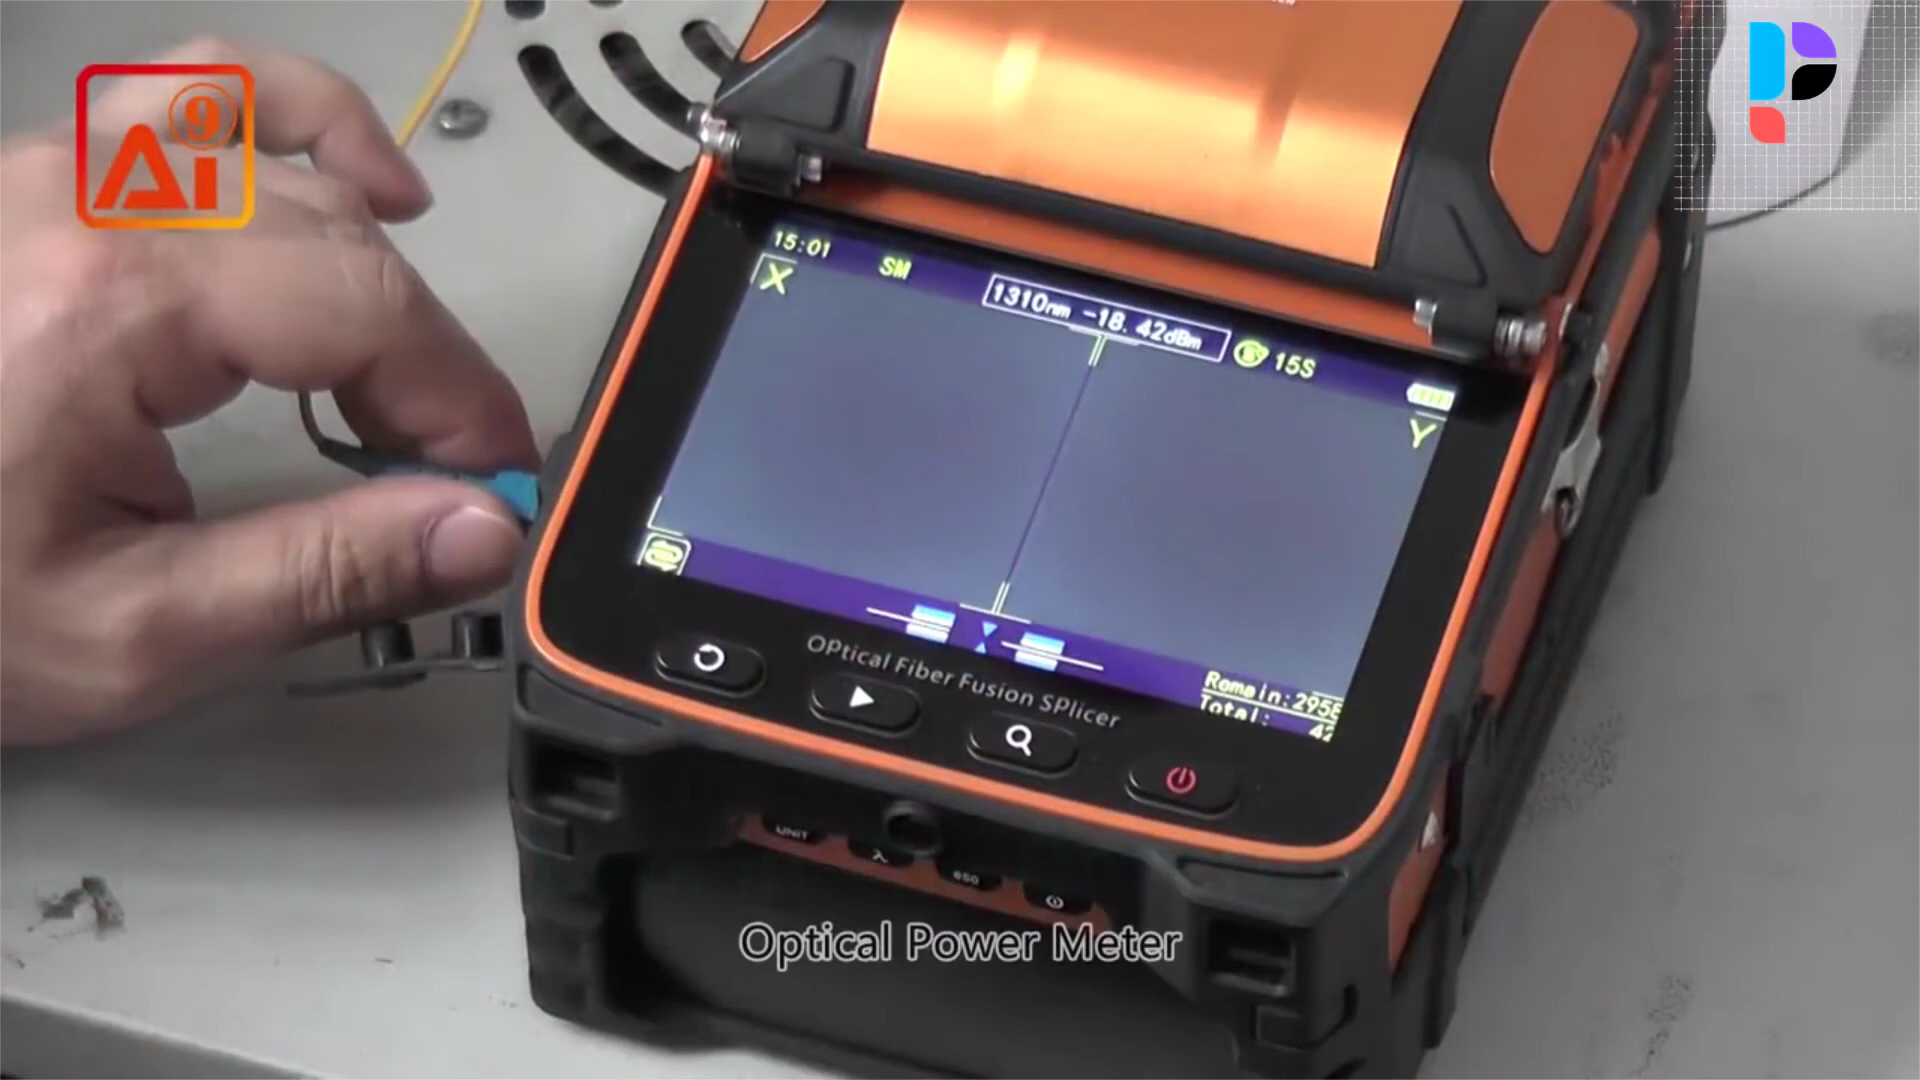 Ai 9
15:01
SM
1310nm -18.42dBm
15S
X
Y
OPtical Fiber Fusion SPlicer
Remain:2958
Total: 42
UNIT
λ
650
Optical Power Meter